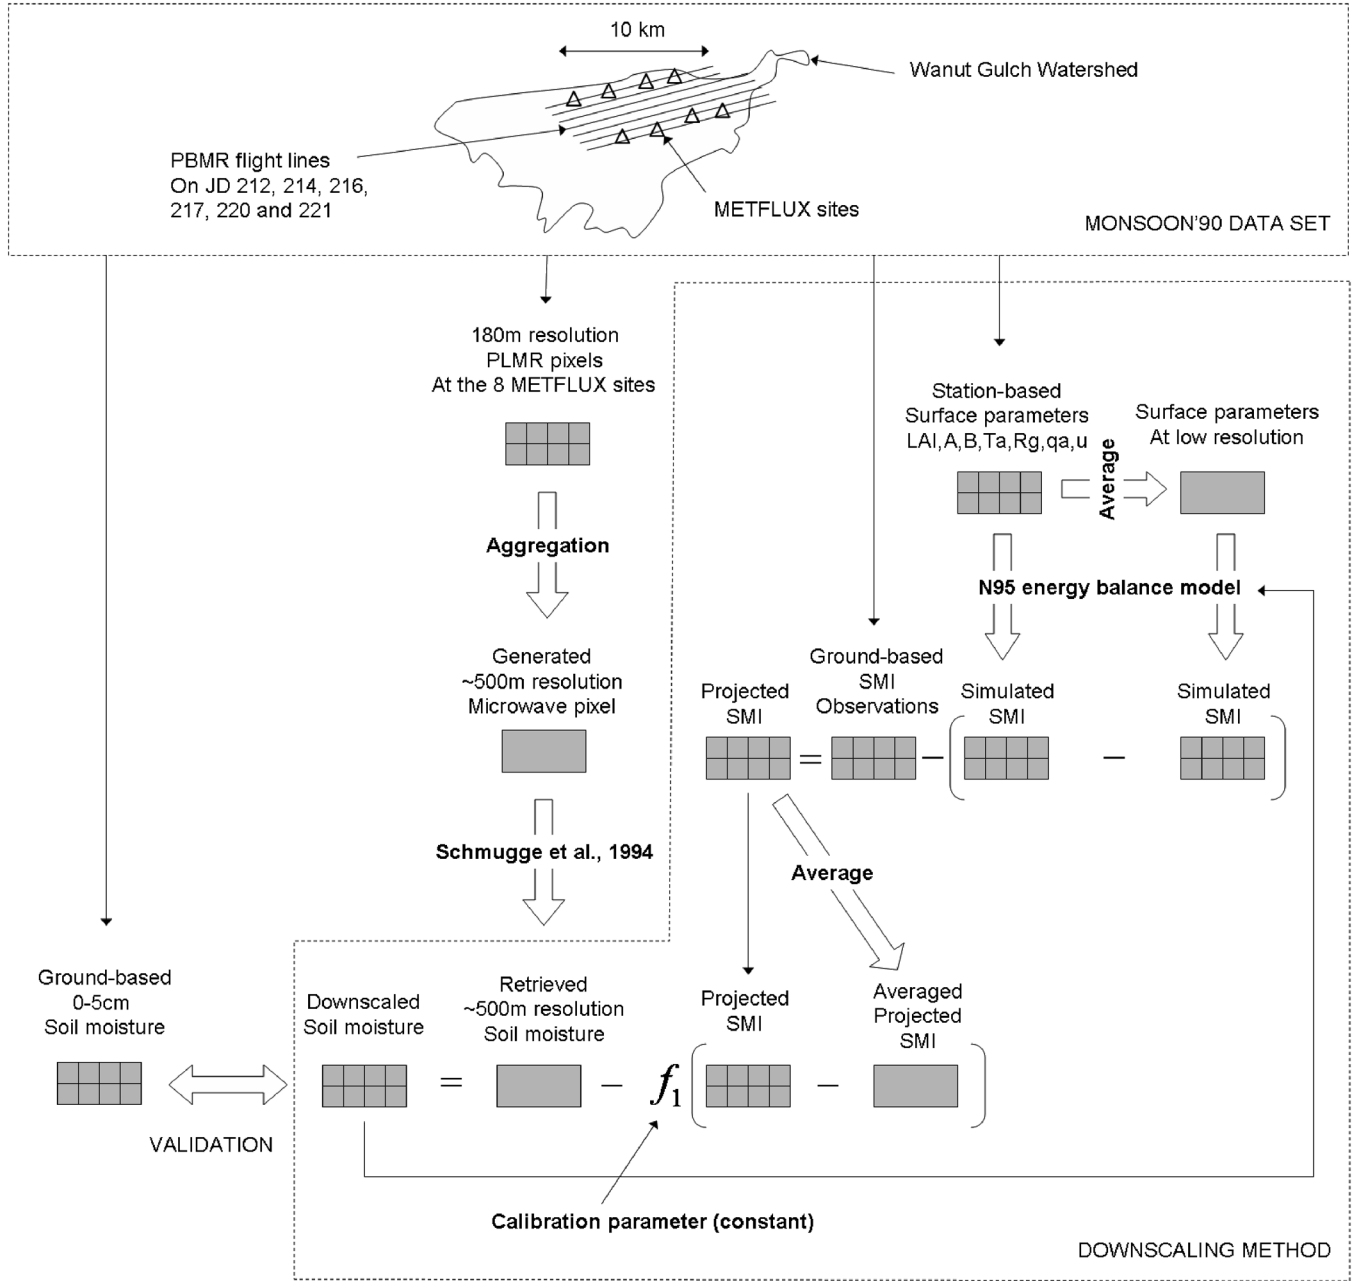 10 km
Wanut Gulch Watershed
PBMR flight lines
On JD 212, 214, 216,
217, 220 and 221
METFLUX sites
MONSOON'90 DATA SET
180m resolution
PLMR pixels
At the 8 METFLUX sites
Aggregation
Generated
~500m resolution
Microwave pixel
Schmugge et al., 1994
Station-based
Surface parameters
LAI,A,B,Ta,Rg,qa,u
Average
Surface parameters
At low resolution
N95 energy balance model
Projected
SMI
=
Ground-based
SMI
Observations
−
Simulated
SMI
−
Simulated
SMI
Average
Ground-based
0-5cm
Soil moisture
VALIDATION
Downscaled
Soil moisture
=
Retrieved
~500m resolution
Soil moisture
−
f1
Projected
SMI
−
Averaged
Projected
SMI
Calibration parameter (constant)
DOWNSCALING METHOD